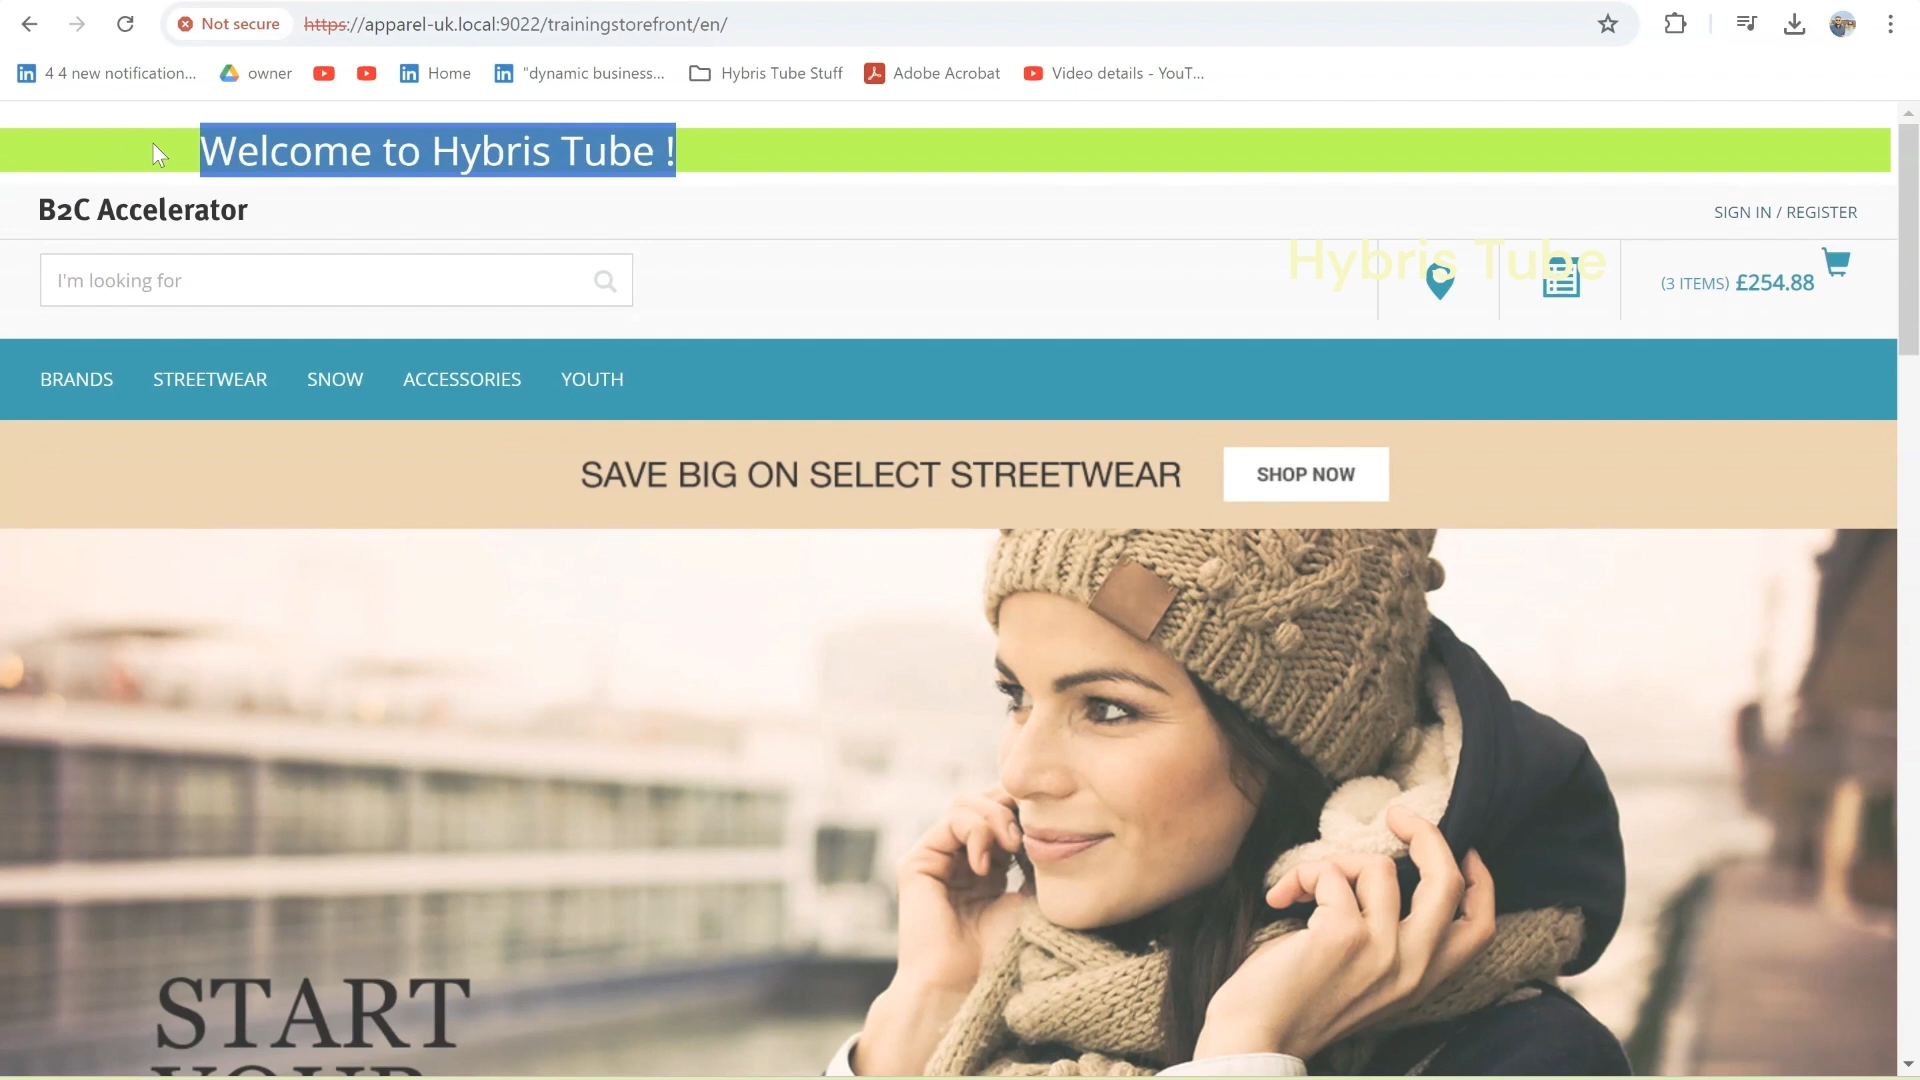 Not secure https://apparel-uk.local:9022/trainingstorefront/en/
4 4 new notification... owner Home "dynamic business... Hybris Tube Stuff Adobe Acrobat Video details - YouT...
Welcome to Hybris Tube !
B2C Accelerator
SIGN IN / REGISTER
Hybris Tube
I'm looking for
(3 ITEMS) £254.88
BRANDS STREETWEAR SNOW ACCESSORIES YOUTH
SAVE BIG ON SELECT STREETWEAR SHOP NOW
START
YOUR